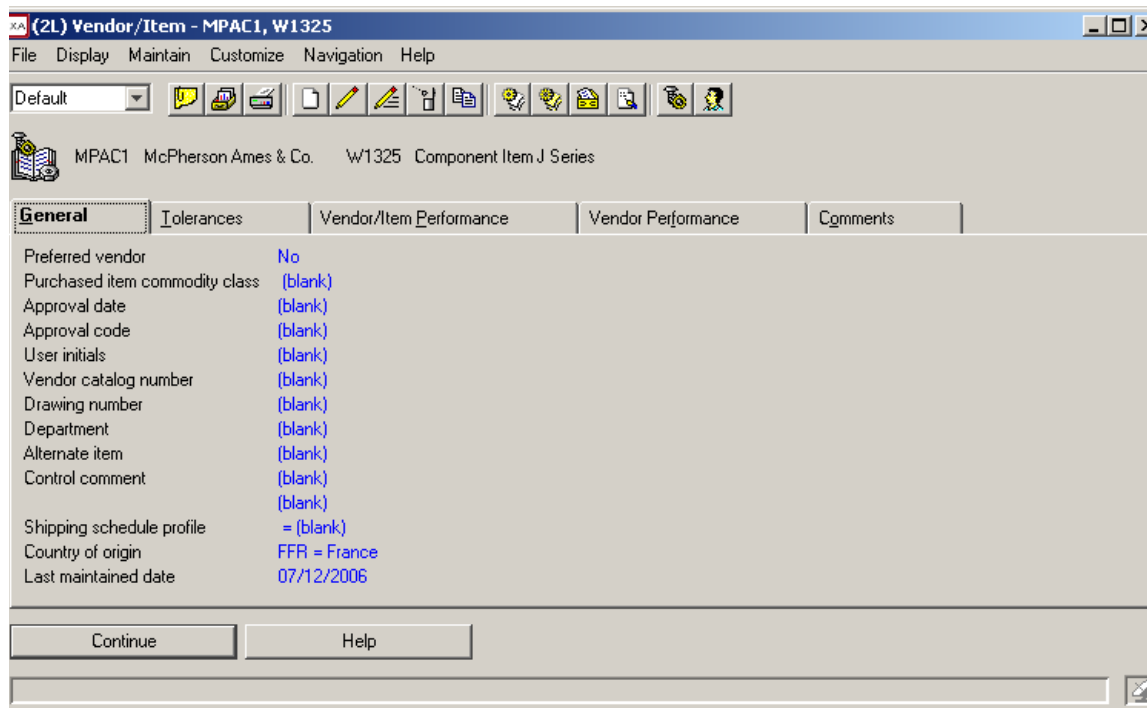 XA (2L) Vendor/Item - MPAC1, W1325
File Display Maintain Customize Navigation Help
Default
MPAC1 McPherson Ames & Co. W1325 Component Item J Series
General Tolerances Vendor/Item Performance Vendor Performance Comments
Preferred vendor No
Purchased item commodity class (blank)
Approval date (blank)
Approval code (blank)
User initials (blank)
Vendor catalog number (blank)
Drawing number (blank)
Department (blank)
Alternate item (blank)
Control comment (blank)
(blank)
Shipping schedule profile = (blank)
Country of origin FFR = France
Last maintained date 07/12/2006
Continue Help